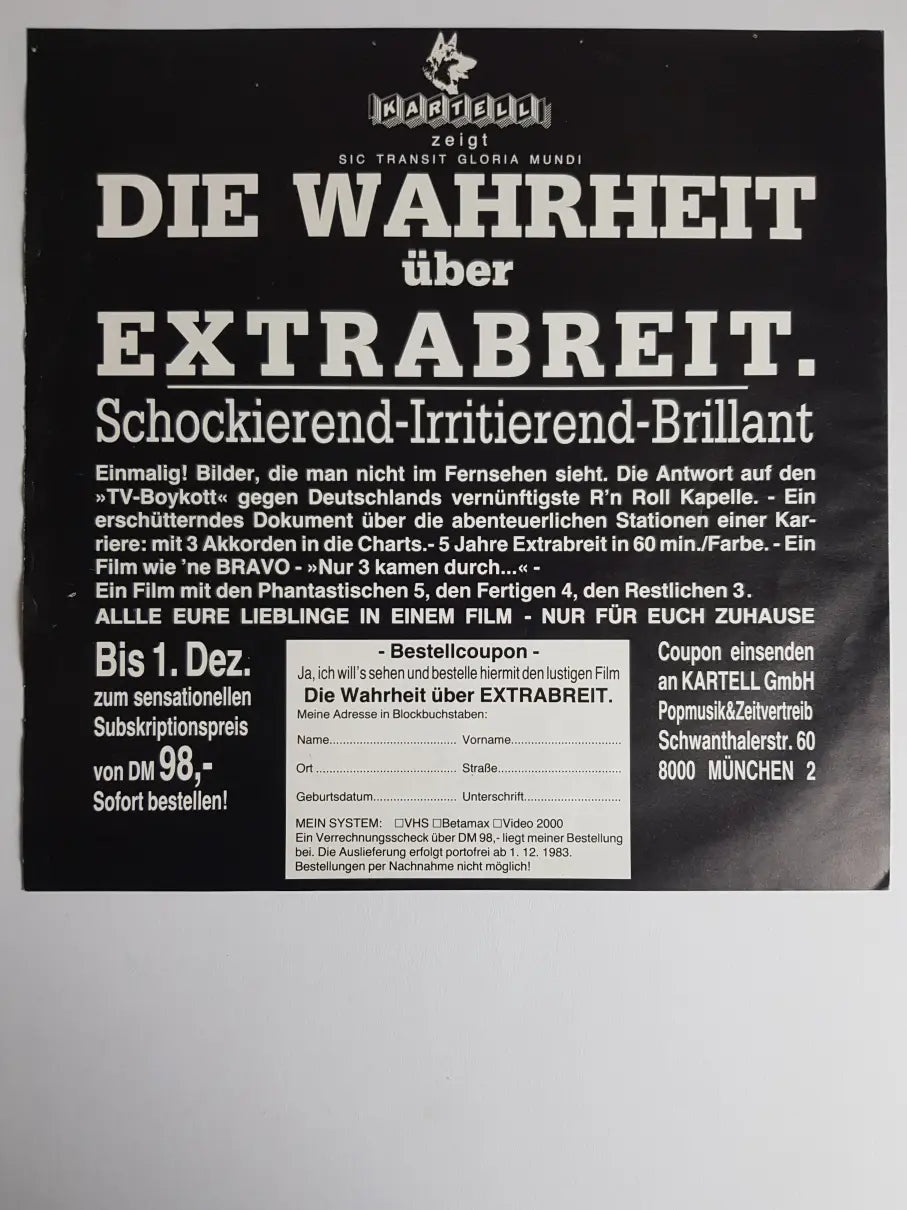 KARTELL
zeigt
SIC TRANSIT GLORIA MUNDI
DIE WAHRHEIT
über
EXTRABREIT.
Schockierend-Irritierend-Brillant
Einmalig! Bilder, die man nicht im Fernsehen sieht. Die Antwort auf den
»TV-Boykott« gegen Deutschlands vernünftigste R'n Roll Kapelle. - Ein
erschütterndes Dokument über die abenteuerlichen Stationen einer Kar-
riere: mit 3 Akkorden in die Charts.- 5 Jahre Extrabreit in 60 min./Farbe. - Ein
Film wie 'ne BRAVO - »Nur 3 kamen durch...« -
Ein Film mit den Phantastischen 5, den Fertigen 4, den Restlichen 3.
ALLLE EURE LIEBLINGE IN EINEM FILM - NUR FÜR EUCH ZUHAUSE
Bis 1. Dez.
zum sensationellen
Subskriptionspreis
von DM 98,-
Sofort bestellen!
- Bestellcoupon -
Ja, ich will's sehen und bestelle hiermit den lustigen Film
Die Wahrheit über EXTRABREIT.
Meine Adresse in Blockbuchstaben:
Name.................................... Vorname...............................
Ort ........................................ Straße...................................
Geburtsdatum........................ Unterschrift............................
MEIN SYSTEM: □VHS □Betamax □Video 2000
Ein Verrechnungsscheck über DM 98,- liegt meiner Bestellung
bei. Die Auslieferung erfolgt portofrei ab 1. 12. 1983.
Bestellungen per Nachnahme nicht möglich!
Coupon einsenden
an KARTELL GmbH
Popmusik&Zeitvertreib
Schwanthalerstr. 60
8000 MÜNCHEN 2